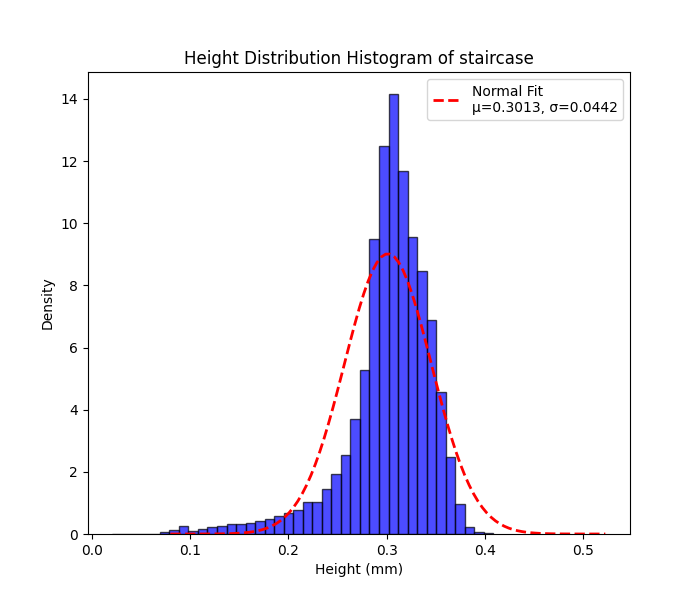 Height Distribution Histogram of staircase
Normal Fit
μ=0.3013, σ=0.0442
14
12
10
8
6
4
2
0
Density
0.0 0.1 0.2 0.3 0.4 0.5
Height (mm)